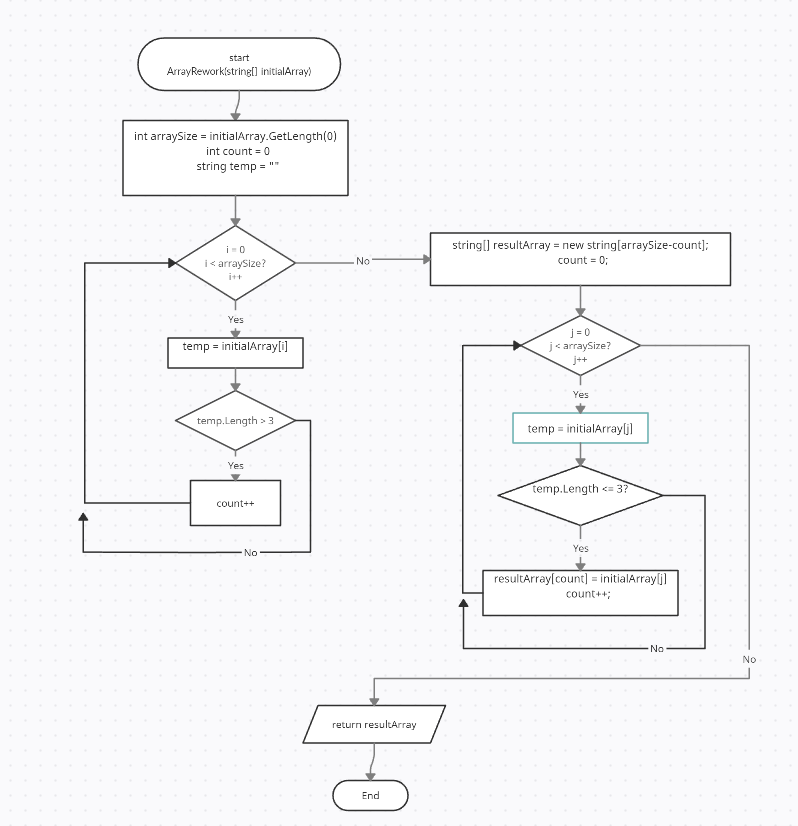 start
ArrayRework(string[] initialArray)
int arraySize = initialArray.GetLength(0)
int count = 0
string temp = ""
i = 0
i < arraySize?
i++
No
Yes
temp = initialArray[i]
temp.Length > 3
Yes
count++
No
string[] resultArray = new string[arraySize-count];
count = 0;
j = 0
j < arraySize?
j++
Yes
temp = initialArray[j]
temp.Length <= 3?
Yes
resultArray[count] = initialArray[j]
count++;
No
No
return resultArray
End